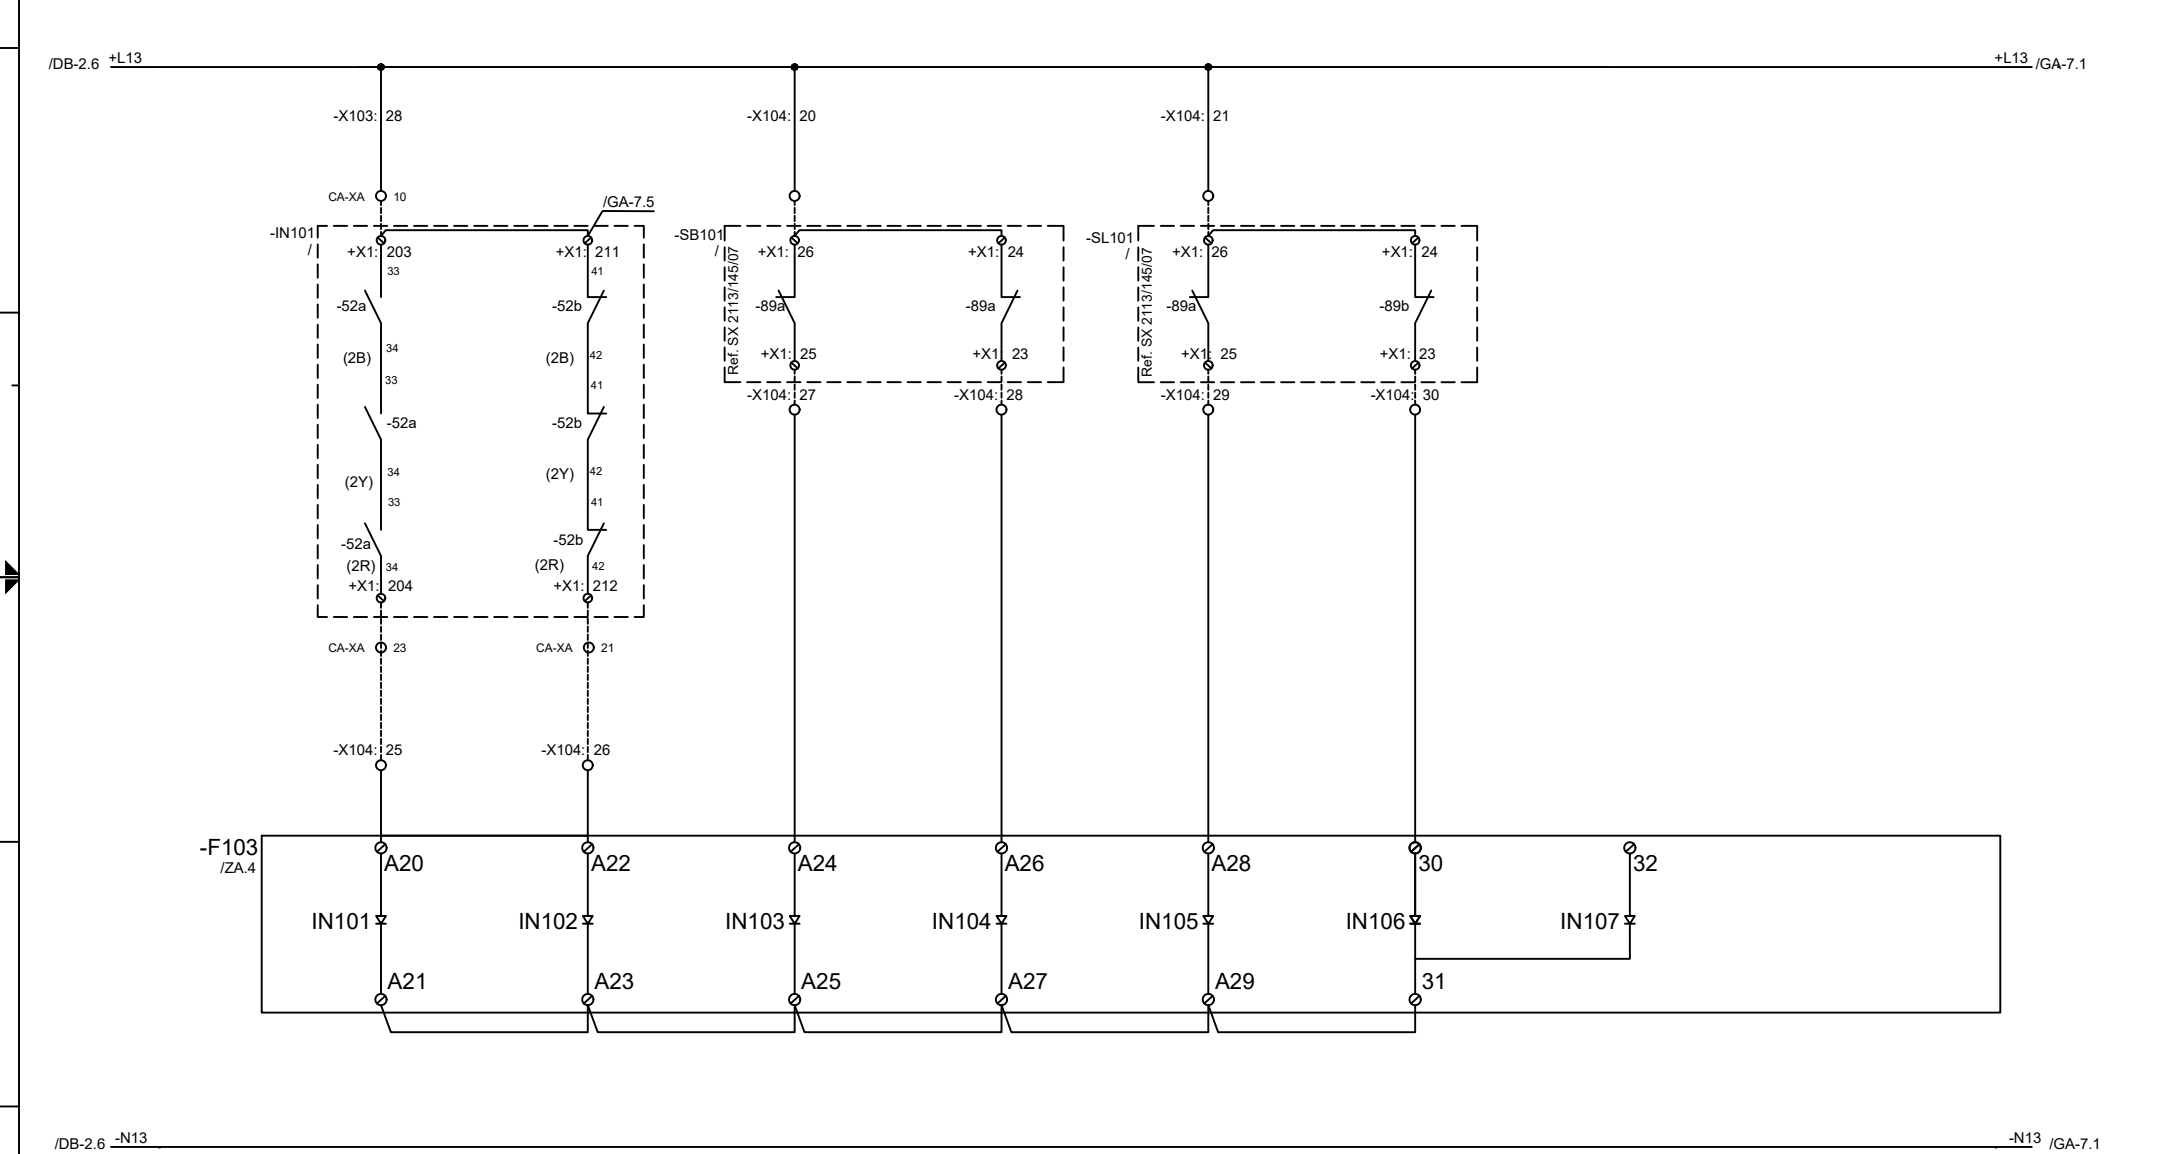 /DB-2.6 +L13 +L13 /GA-7.1
-X103: 28 -X104: 20 -X104: 21
CA-XA 10 /GA-7.5
-IN101 -SB101 -SL101
/ / /
+X1: 203 +X1: 211 +X1: 26 +X1: 24 +X1: 26 +X1: 24
33 41
-52a -52b -89a -89a -89a -89b
Ref. SX 2113/145/07 Ref. SX 2113/145/07
34 42
(2B) (2B) +X1: 25 +X1: 23 +X1: 25 +X1: 23
33 41
-X104: 27 -X104: 28 -X104: 29 -X104: 30
-52a -52b
34 42
(2Y) (2Y)
33 41
-52a -52b
(2R) 34 (2R) 42
+X1: 204 +X1: 212
CA-XA 23 CA-XA 21
-X104: 25 -X104: 26
-F103
/ZA.4
A20 A22 A24 A26 A28 30 32
IN101 IN102 IN103 IN104 IN105 IN106 IN107
A21 A23 A25 A27 A29 31
/DB-2.6 -N13 -N13 /GA-7.1